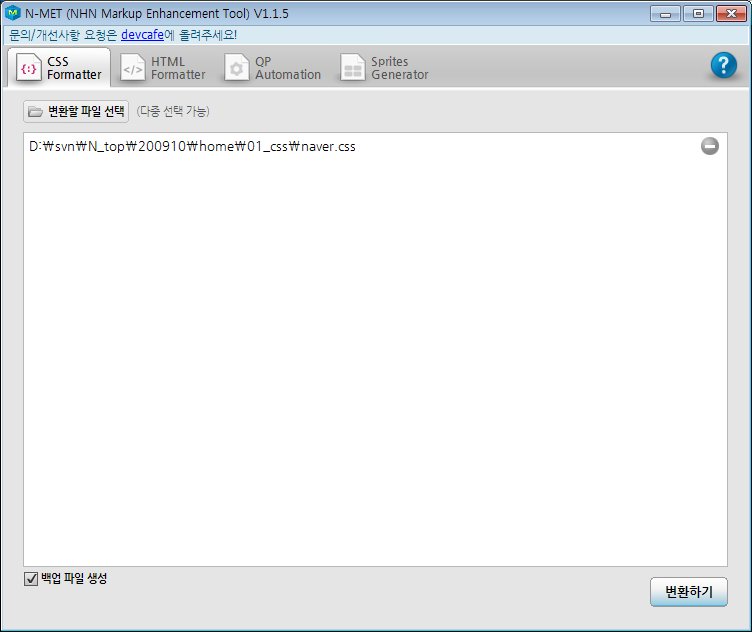 N-MET (NHN Markup Enhancement Tool) V1.1.5
문의/개선사항 요청은 devcafe에 올려주세요!
{:} CSS Formatter
</> HTML Formatter
QP Automation
Sprites Generator
?
변환할 파일 선택 (다중 선택 가능)
D:₩svn₩N_top₩200910₩home₩01_css₩naver.css
백업 파일 생성
변환하기